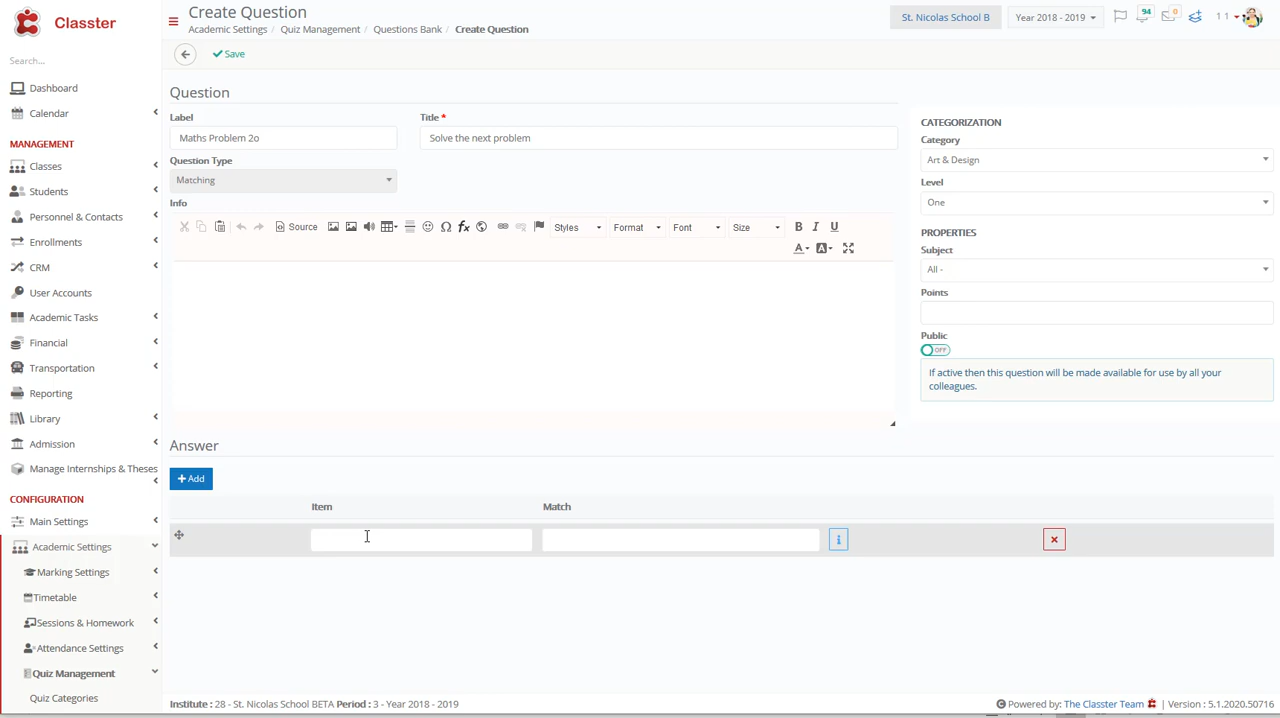 Classter
Search...
Dashboard
Calendar
MANAGEMENT
Classes
Students
Personnel & Contacts
Enrollments
CRM
User Accounts
Academic Tasks
Financial
Transportation
Reporting
Library
Admission
Manage Internships & Theses
CONFIGURATION
Main Settings
Academic Settings
Marking Settings
Timetable
Sessions & Homework
Attendance Settings
Quiz Management
Quiz Categories
Create Question
Academic Settings / Quiz Management / Questions Bank / Create Question
St. Nicolas School B
Year 2018 - 2019
94
0
1 1
Save
Question
Label
Title *
Maths Problem 2o
Solve the next problem
Question Type
Matching
Info
Source
Styles
Format
Font
Size
B I U
A A
CATEGORIZATION
Category
Art & Design
Level
One
PROPERTIES
Subject
All -
Points
Public
OFF
If active then this question will be made available for use by all your
colleagues.
Answer
+ Add
Item
Match
Institute : 28 - St. Nicolas School BETA Period : 3 - Year 2018 - 2019
Powered by: The Classter Team | Version : 5.1.2020.50716